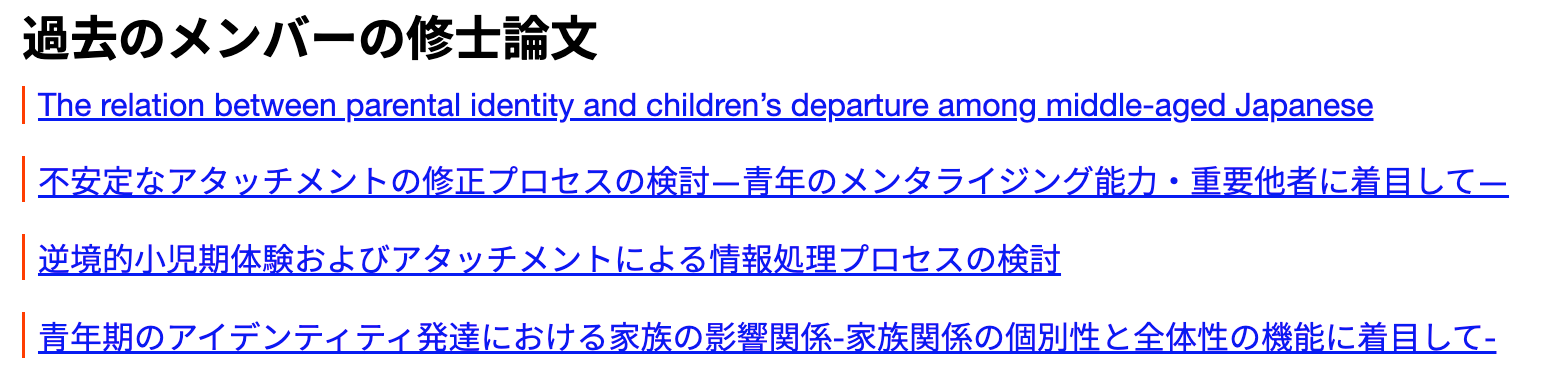 過去のメンバーの修士論文
The relation between parental identity and children’s departure among middle-aged Japanese
不安定なアタッチメントの修正プロセスの検討―青年のメンタライジング能力・重要他者に着目して―
逆境的小児期体験およびアタッチメントによる情報処理プロセスの検討
青年期のアイデンティティ発達における家族の影響関係-家族関係の個別性と全体性の機能に着目して-